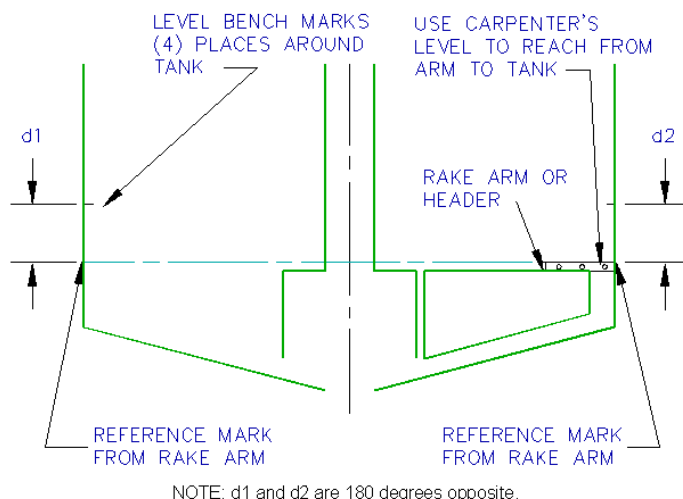 LEVEL BENCH MARKS
(4) PLACES AROUND
TANK
USE CARPENTER'S
LEVEL TO REACH FROM
ARM TO TANK
d1
d2
RAKE ARM OR
HEADER
REFERENCE MARK
FROM RAKE ARM
REFERENCE MARK
FROM RAKE ARM
NOTE: d1 and d2 are 180 degrees opposite.